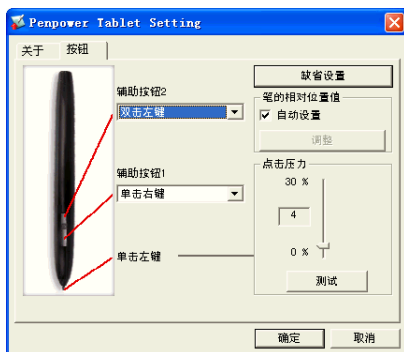 Penpower Tablet Setting
关于
按钮
辅助按钮2
双击左键
辅助按钮1
单击右键
单击左键
缺省设置
笔的相对位置值
自动设置
调整
点击压力
30 %
4
0 %
测试
确定
取消